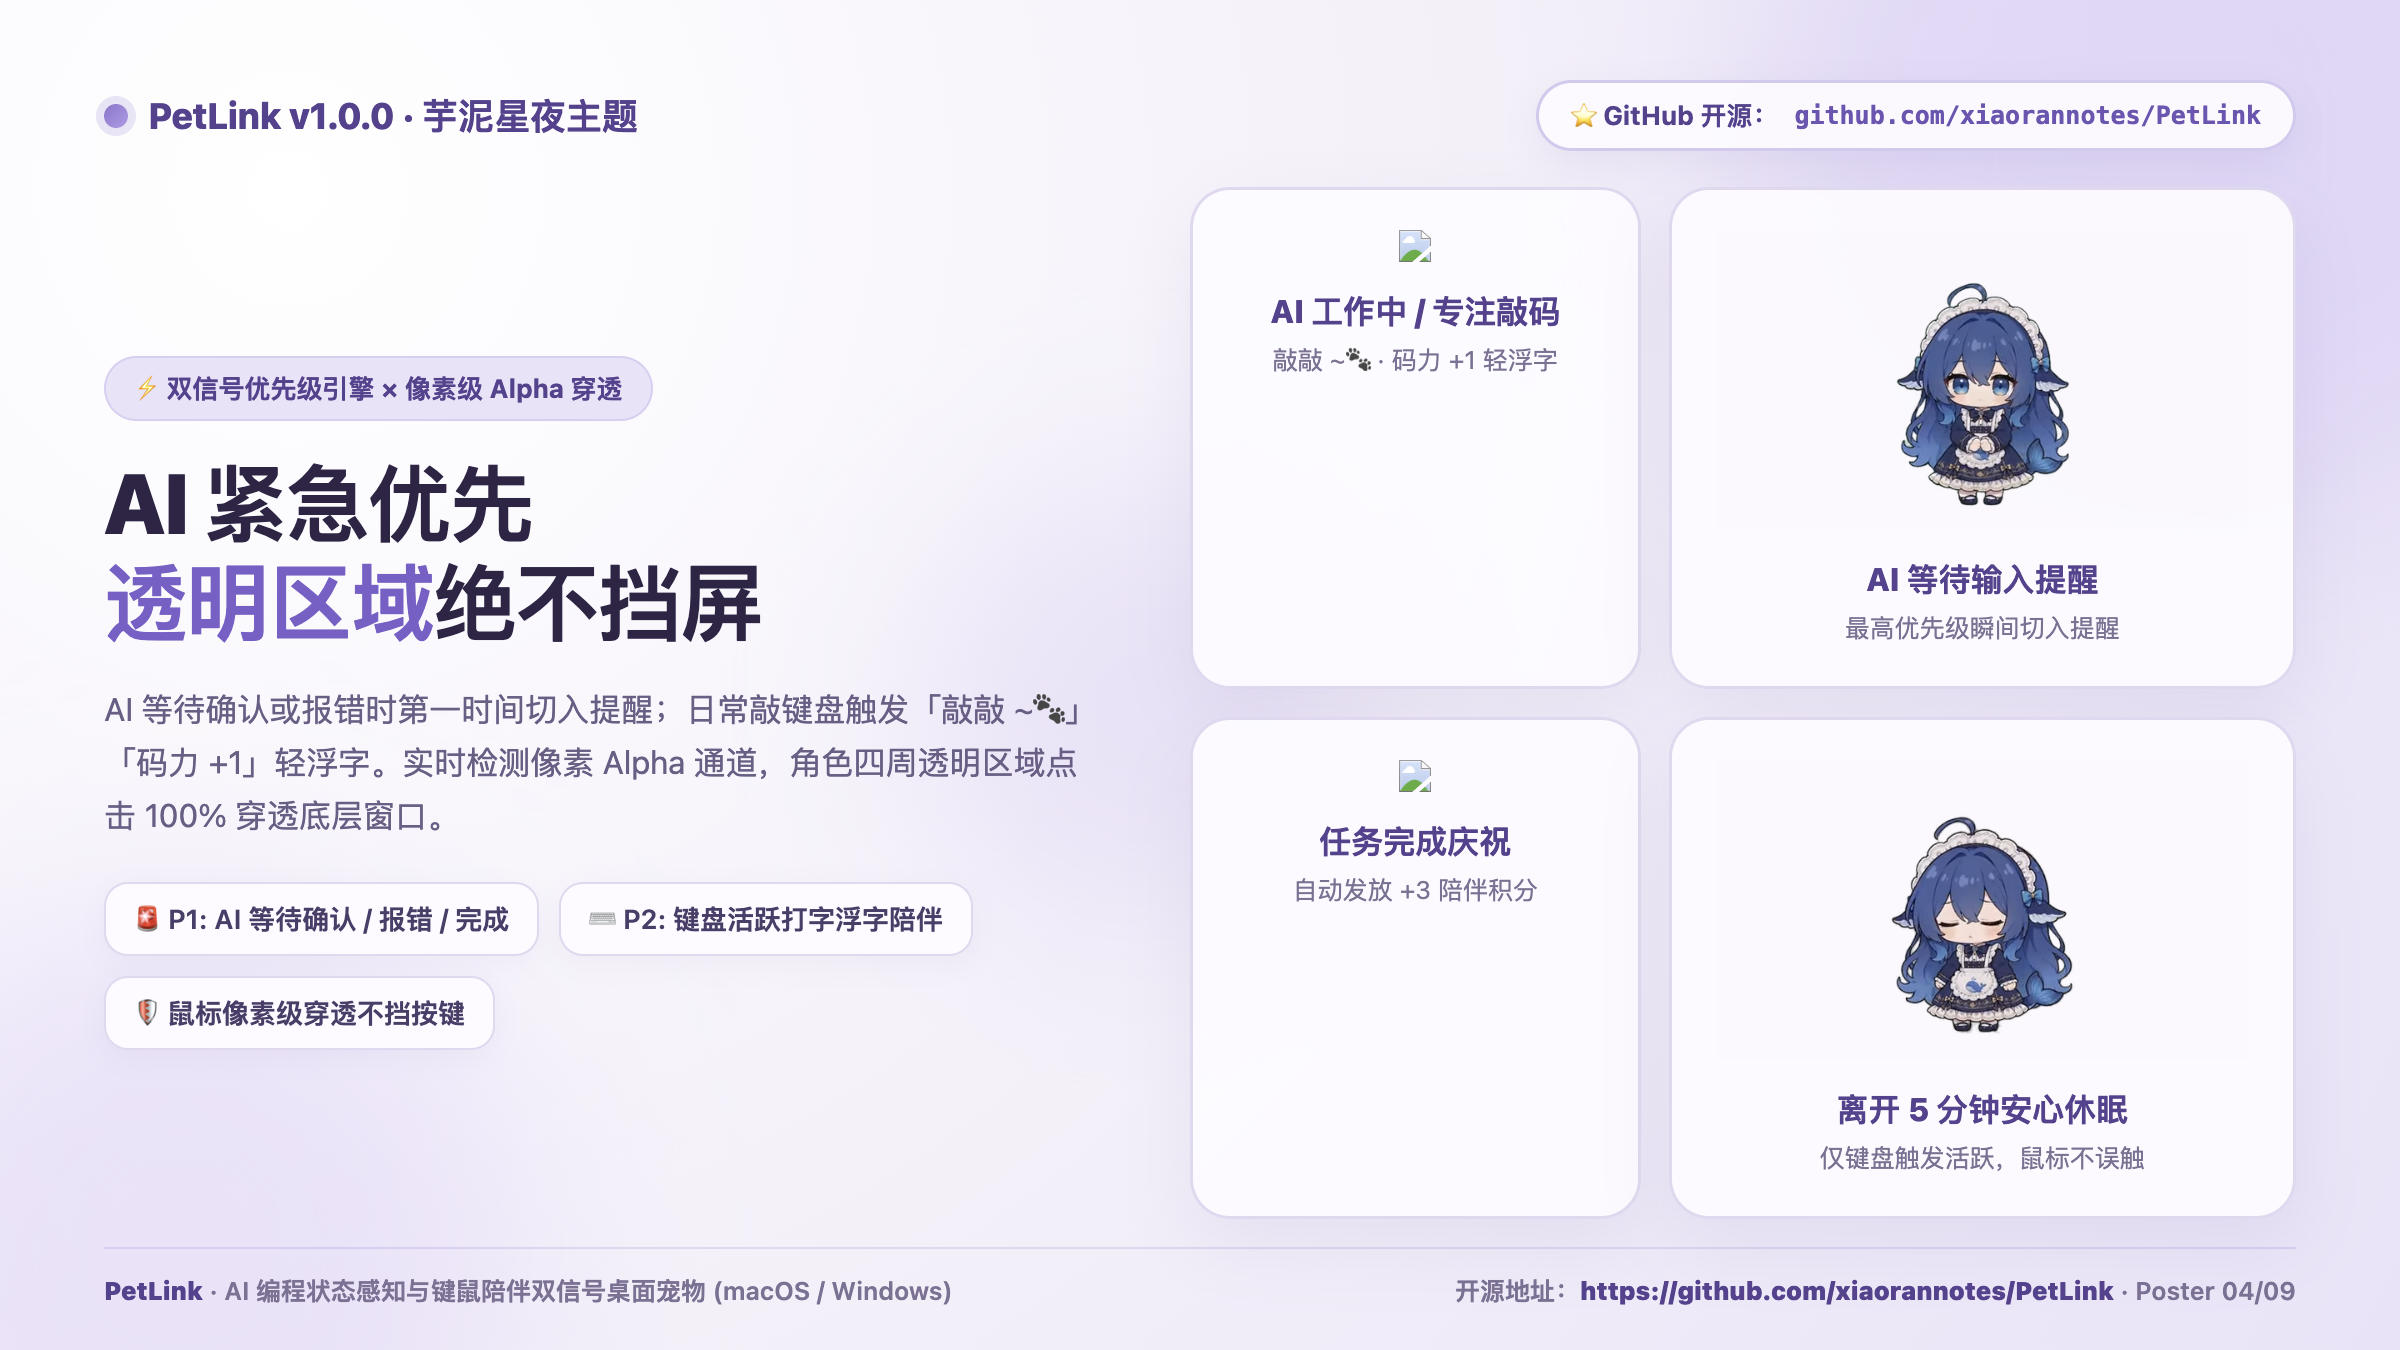 PetLink v1.0.0 · 芋泥星夜主题
⭐ GitHub 开源： github.com/xiaorannotes/PetLink
⚡ 双信号优先级引擎 × 像素级 Alpha 穿透
AI 紧急优先
透明区域绝不挡屏
AI 等待确认或报错时第一时间切入提醒；日常敲键盘触发「敲敲 ~🐾」
「码力 +1」轻浮字。实时检测像素 Alpha 通道，角色四周透明区域点
击 100% 穿透底层窗口。
🚨 P1: AI 等待确认 / 报错 / 完成
⌨️ P2: 键盘活跃打字浮字陪伴
🛡️ 鼠标像素级穿透不挡按键
AI 工作中 / 专注敲码
敲敲 ~🐾 · 码力 +1 轻浮字
AI 等待输入提醒
最高优先级瞬间切入提醒
任务完成庆祝
自动发放 +3 陪伴积分
离开 5 分钟安心休眠
仅键盘触发活跃，鼠标不误触
PetLink · AI 编程状态感知与键鼠陪伴双信号桌面宠物 (macOS / Windows)
开源地址：https://github.com/xiaorannotes/PetLink · Poster 04/09